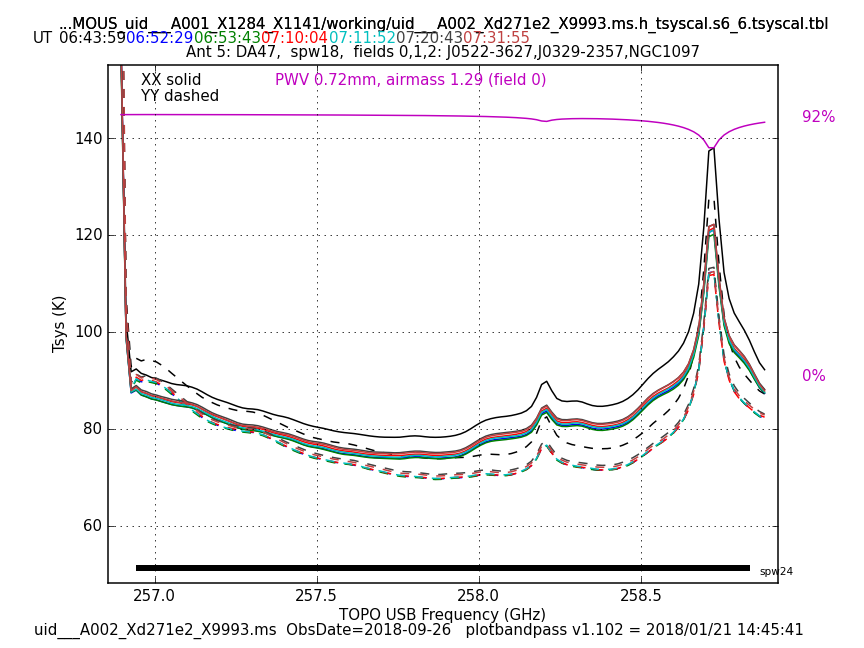 ...MOUS_uid___A001_X1284_X1141/working/uid___A002_Xd271e2_X9993.ms.h_tsyscal.s6_6.tsyscal.tbl
UT 06:43:59 06:52:29 06:53:43 07:10:04 07:11:52 07:20:43 07:31:55
Ant 5: DA47, spw18, fields 0,1,2: J0522-3627,J0329-2357,NGC1097
XX solid
YY dashed
PWV 0.72mm, airmass 1.29 (field 0)
92%
0%
140
120
100
80
60
Tsys (K)
spw24
257.0 257.5 258.0 258.5
TOPO USB Frequency (GHz)
uid___A002_Xd271e2_X9993.ms ObsDate=2018-09-26 plotbandpass v1.102 = 2018/01/21 14:45:41